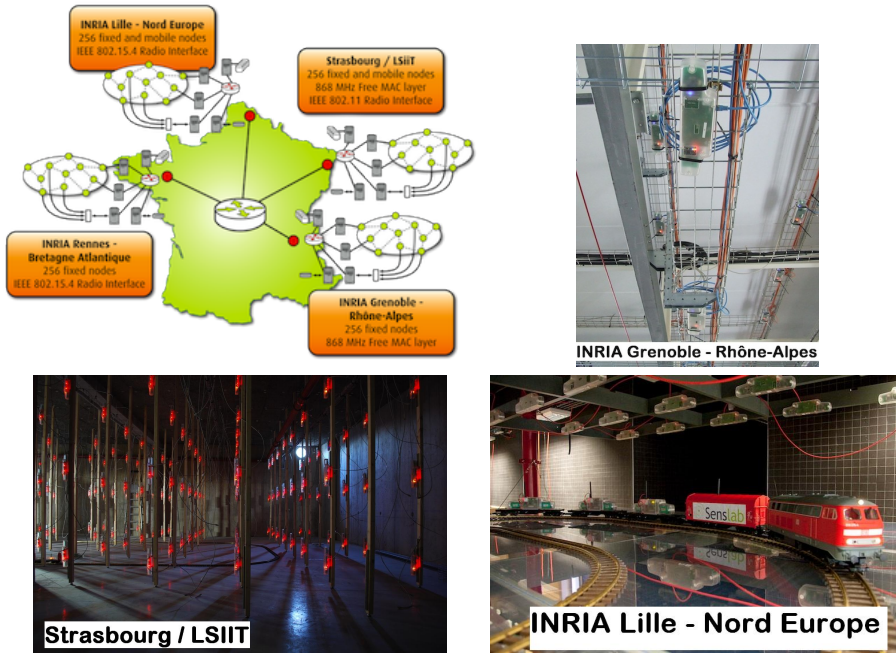 INRIA Lille - Nord Europe
256 fixed and mobile nodes
IEEE 802.15.4 Radio Interface
Strasbourg / LSiiT
256 fixed and mobile nodes
868 MHz Free MAC layer
IEEE 802.11 Radio Interface
INRIA Rennes -
Bretagne Atlantique
256 fixed nodes
IEEE 802.15.4 Radio Interface
INRIA Grenoble -
Rhône-Alpes
256 fixed nodes
868 MHz Free MAC layer
INRIA Grenoble - Rhône-Alpes
Strasbourg / LSIIT
Senslab
INRIA Lille - Nord Europe